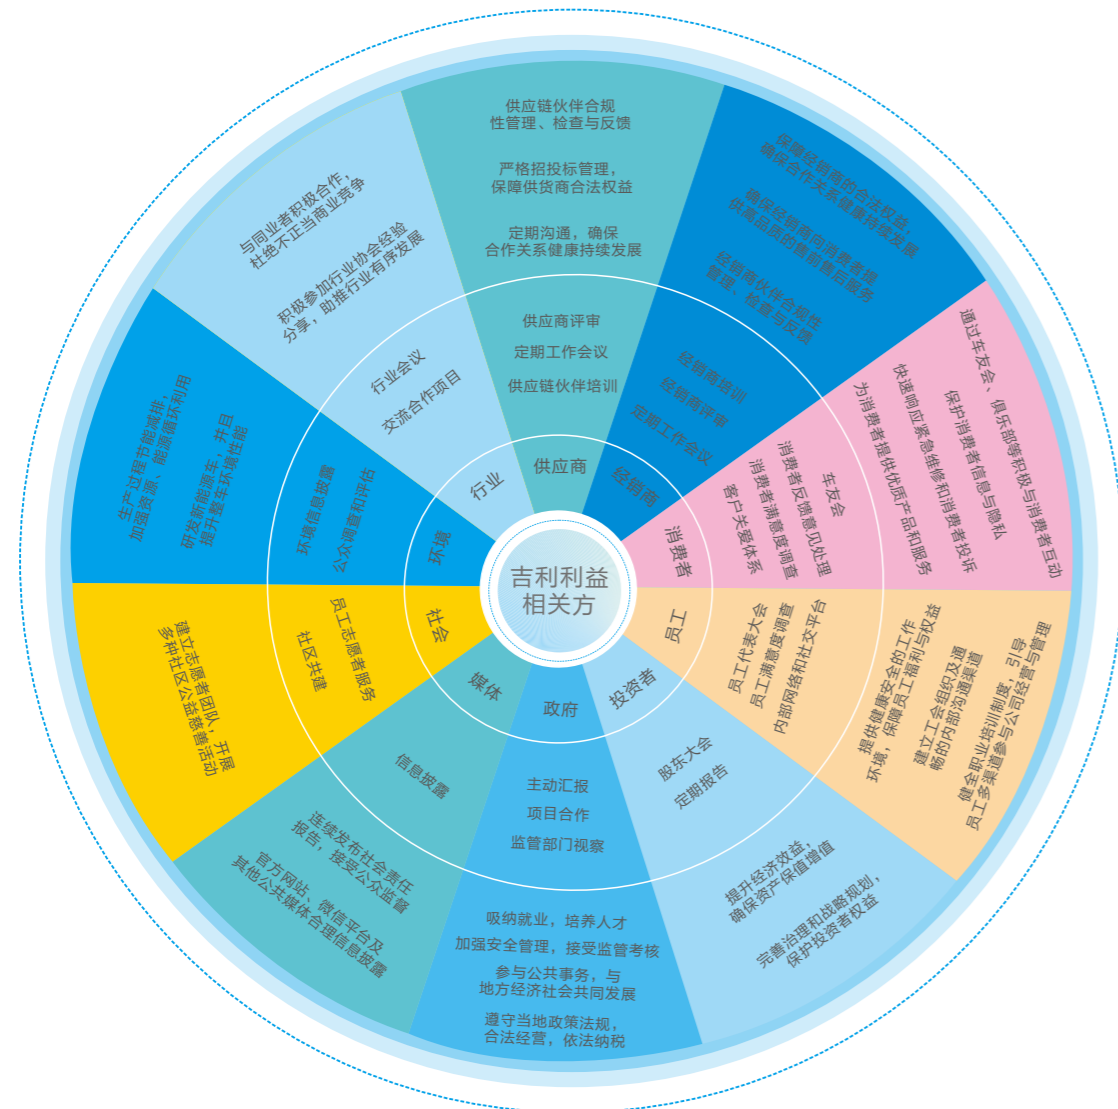 吉利利益
相关方
供应商
供应商评审
定期工作会议
供应链伙伴培训
供应链伙伴合规
性管理、检查与反馈
严格招投标管理，
保障供货商合法权益
定期沟通，确保
合作关系健康持续发展
经销商
经销商培训
经销商评审
定期工作会议
保障经销商的合法权益，
确保合作关系健康持续发展
确保经销商向消费者提
供高品质的售前售后服务
经销商伙伴合规性
管理、检查与反馈
消费者
车友会
消费者反馈意见处理
消费者满意度调查
客户关爱体系
通过车友会、俱乐部等积极与消费者互动
保护消费者信息与隐私
快速响应紧急维修和消费者投诉
为消费者提供优质产品和服务
员工
员工代表大会
员工满意度调查
内部网络和社交平台
提供健康安全的工作
环境，保障员工福利与权益
建立工会组织及通
畅的内部沟通渠道
健全职业培训制度，引导
员工多渠道参与公司经营与管理
投资者
股东大会
定期报告
提升经济效益，
确保资产保值增值
完善治理和战略规划，
保护投资者权益
政府
主动汇报
项目合作
监管部门视察
吸纳就业，培养人才
加强安全管理，接受监管考核
参与公共事务，与
地方经济社会共同发展
遵守当地政策法规，
合法经营，依法纳税
媒体
信息披露
连续发布社会责任
报告，接受公众监督
官方网站、微信平台及
其他公共媒体合理信息披露
社会
员工志愿者服务
社区共建
建立志愿者团队，开展
多种社区公益慈善活动
环境
环境信息披露
公众调查和评估
生产过程节能减排，
加强资源、能源循环利用
研发新能源车，并且
提升整车环境性能
行业
行业会议
交流合作项目
与同业者积极合作，
杜绝不正当商业竞争
积极参加行业协会经验
分享，助推行业有序发展